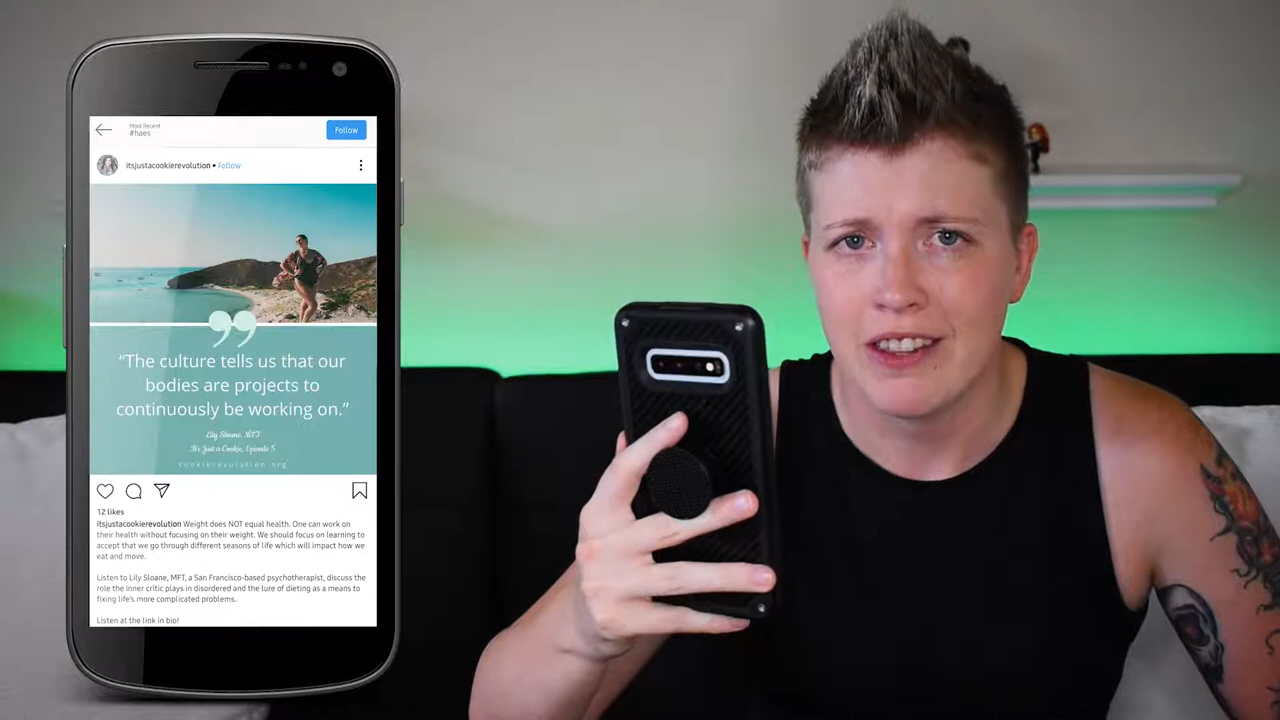 Most Recent
#haes
Follow
itsjustacookierevolution • Follow
“The culture tells us that our
bodies are projects to
continuously be working on.”
Lily Sloane, MFT
It's Just a Cookie, Episode 5
cookierevolution.org
12 likes
itsjustacookierevolution Weight does NOT equal health. One can work on
their health without focusing on their weight. We should focus on learning to
accept that we go through different seasons of life which will impact how we
eat and move.
Listen to Lily Sloane, MFT, a San Francisco-based psychotherapist, discuss the
role the inner critic plays in disordered and the lure of dieting as a means to
fixing life's more complicated problems.
Listen at the link in bio!